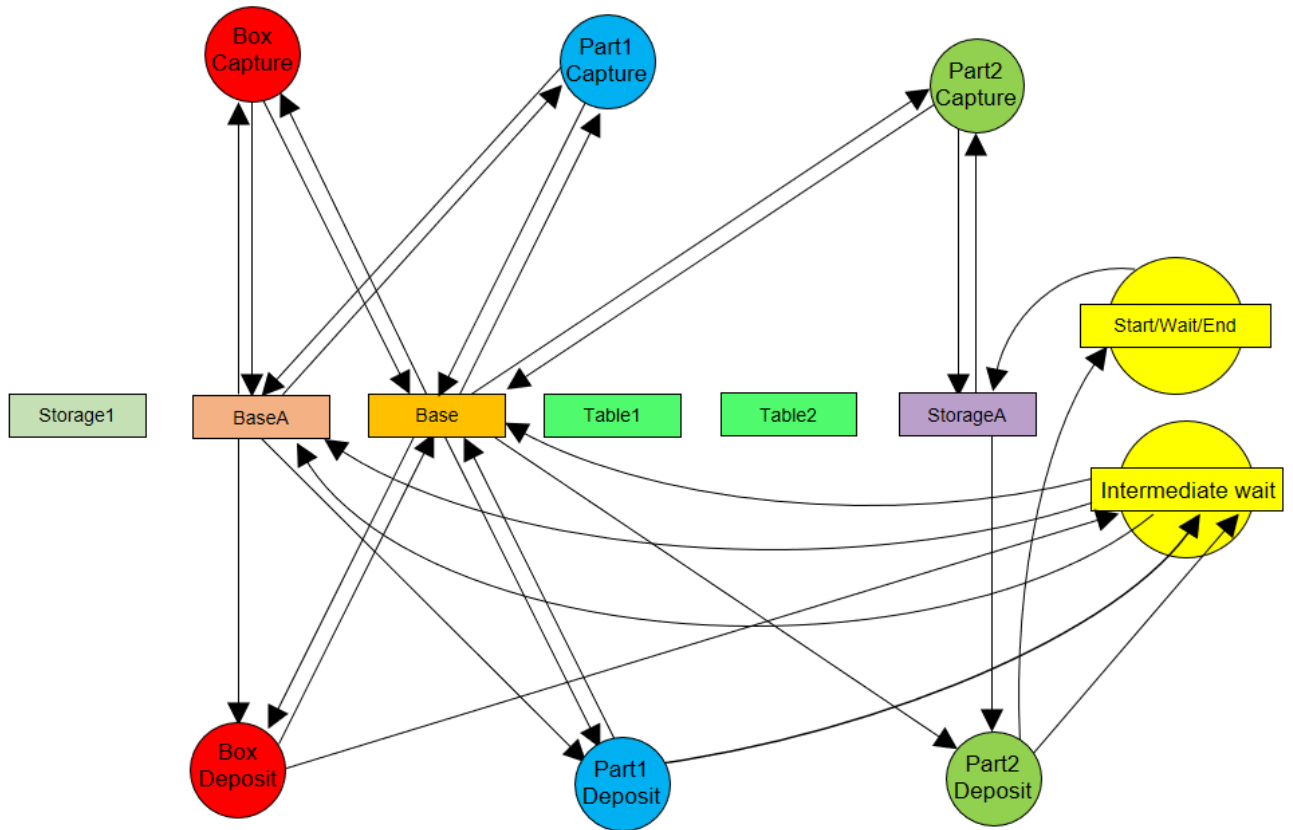 Box
Capture
Part1
Capture
Part2
Capture
Start/Wait/End
Storage1
BaseA
Base
Table1
Table2
StorageA
Intermediate wait
Box
Deposit
Part1
Deposit
Part2
Deposit